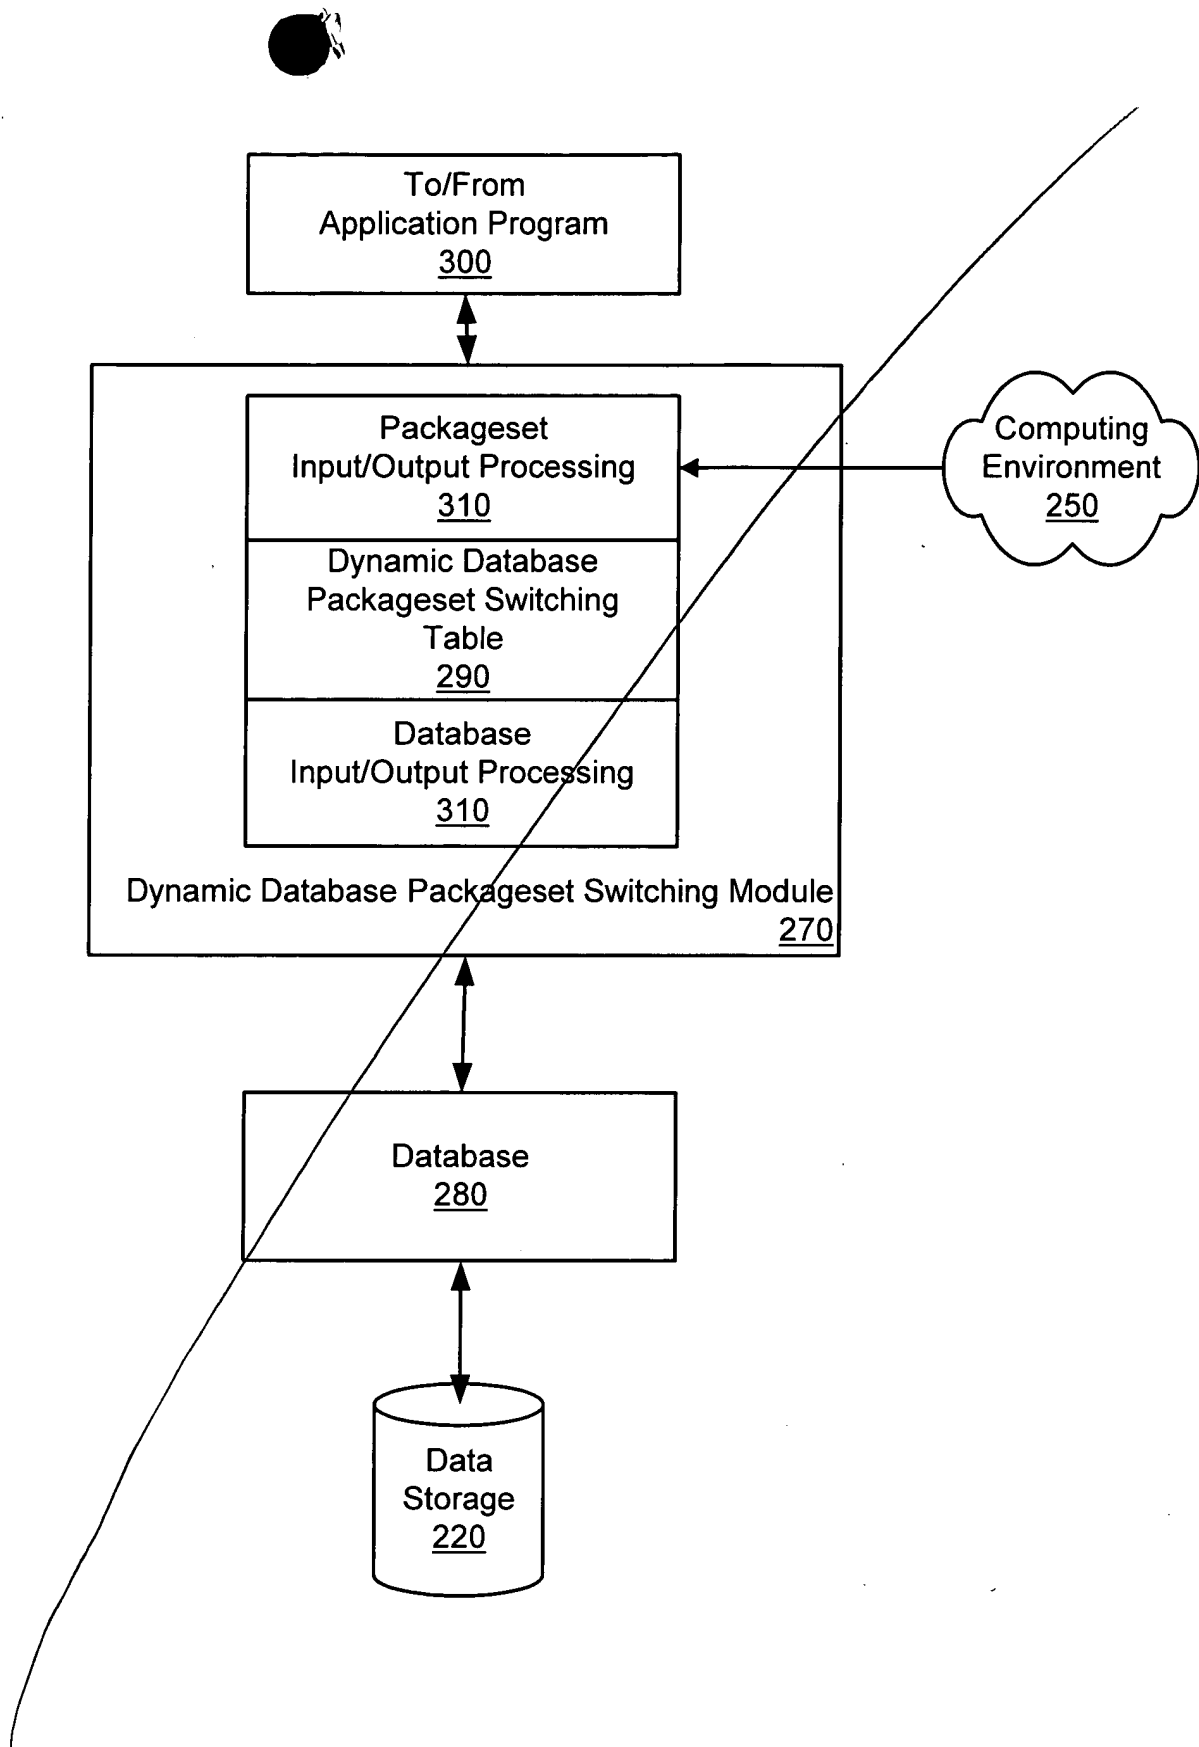 To/From
Application Program
300
Packageset
Input/Output Processing
310
Computing
Environment
250
Dynamic Database
Packageset Switching
Table
290
Database
Input/Output Processing
310
Dynamic Database Packageset Switching Module
270
Database
280
Data
Storage
220